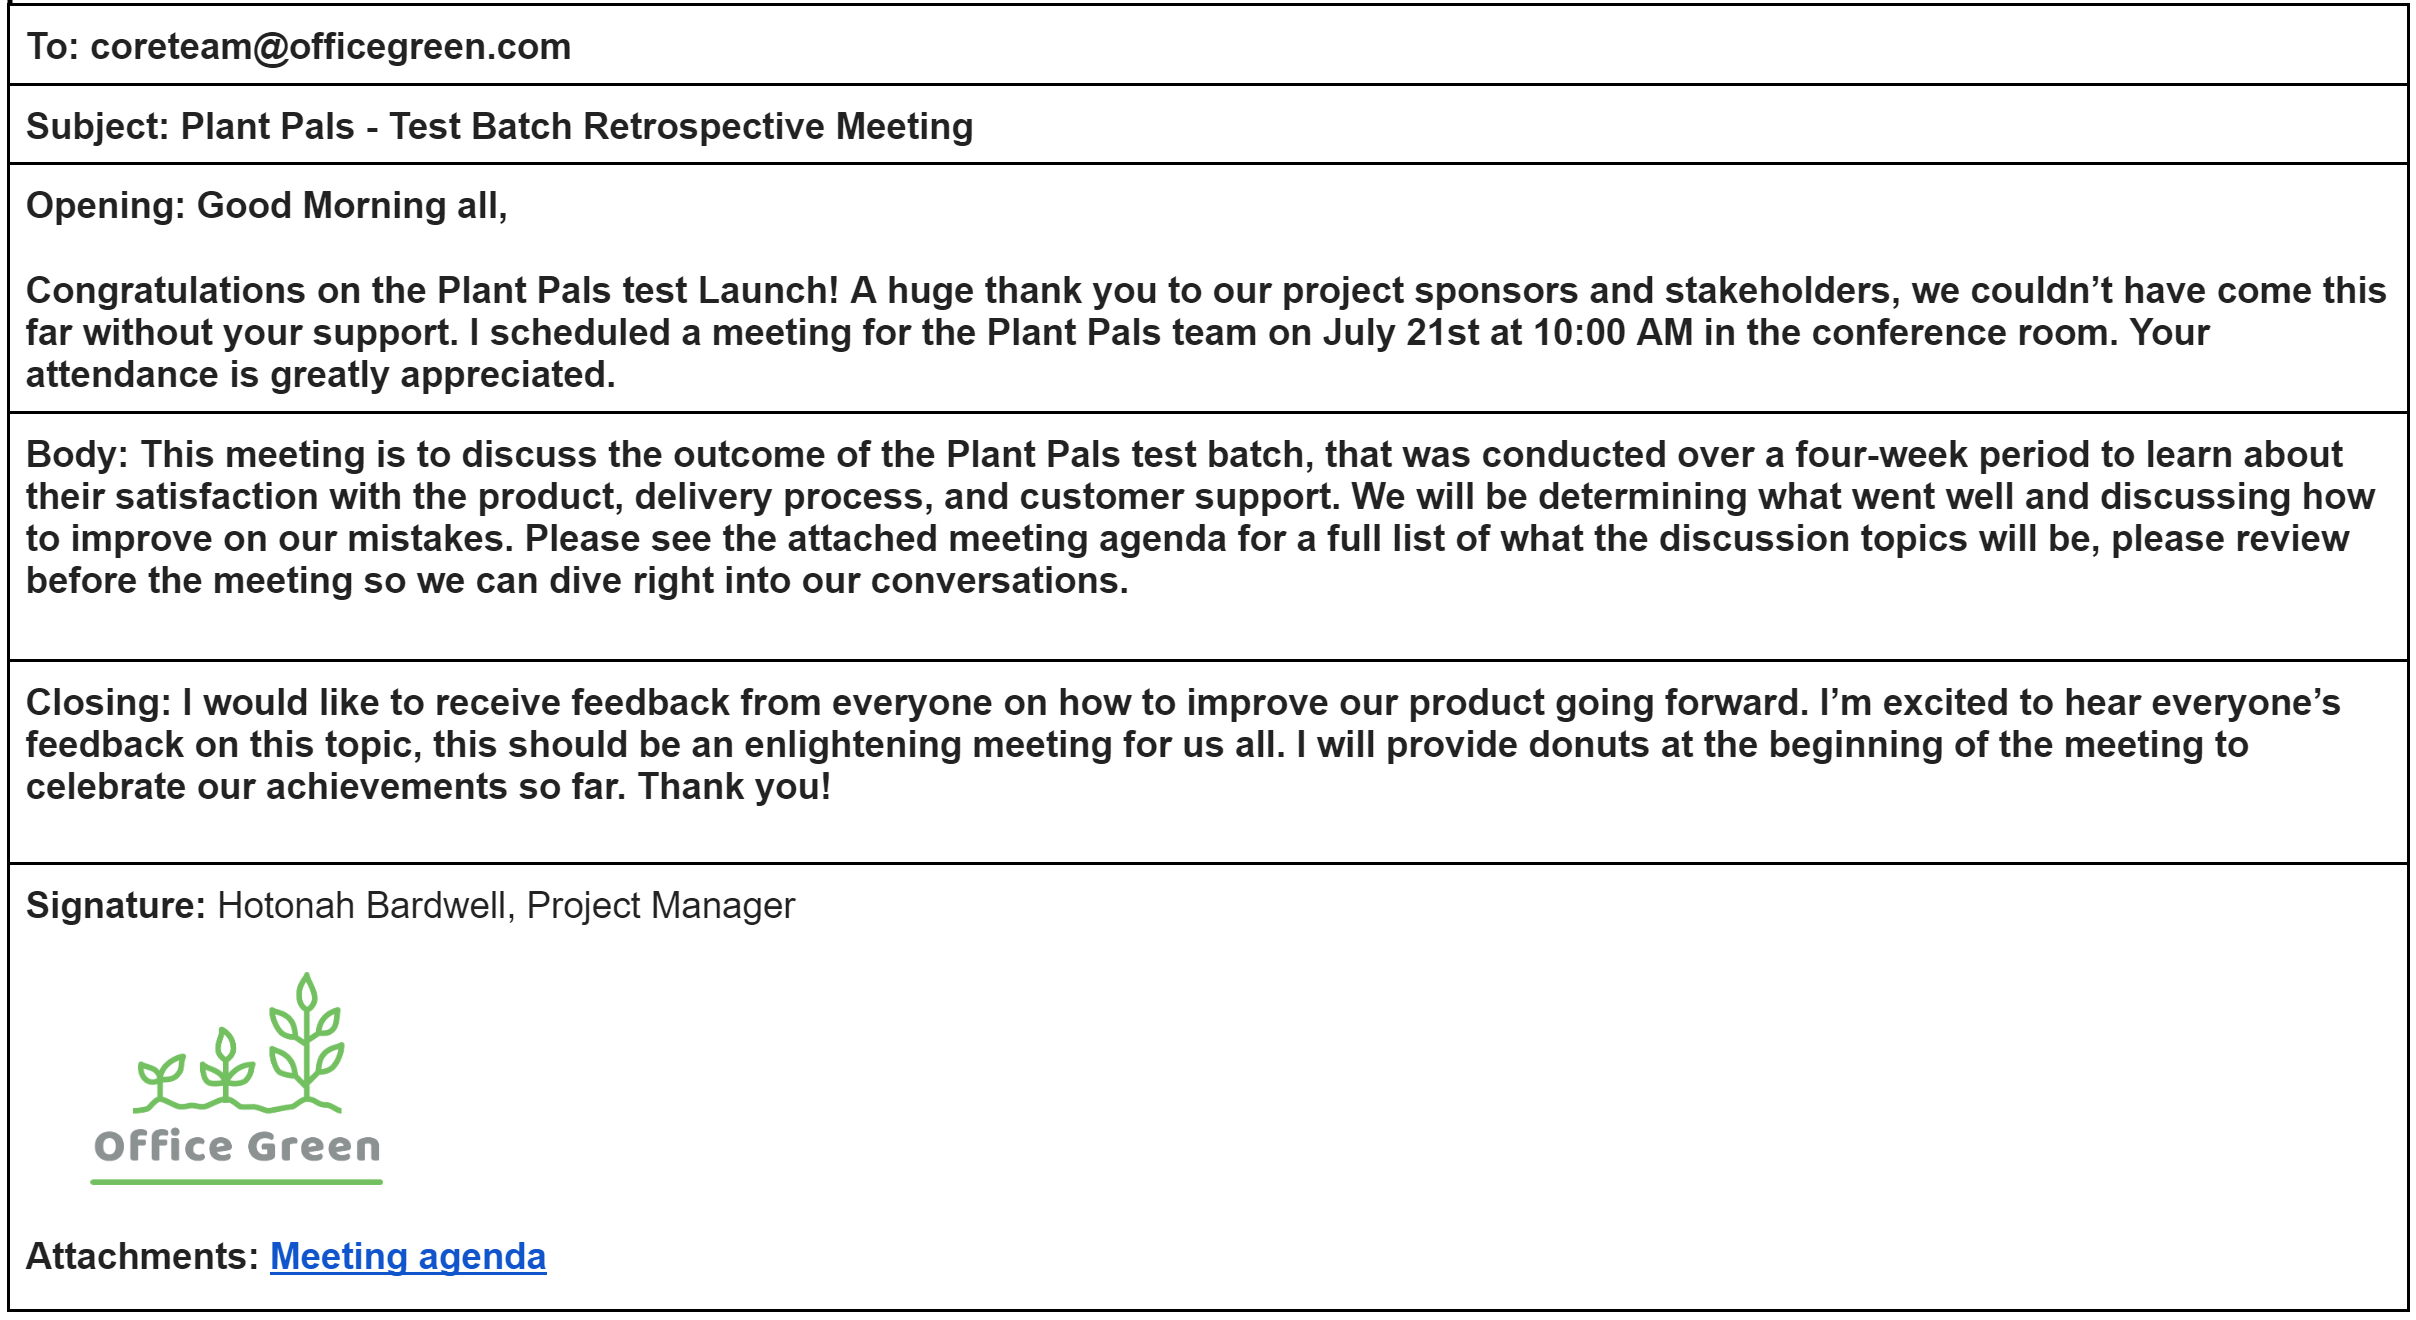 To: coreteam@officegreen.com
Subject: Plant Pals - Test Batch Retrospective Meeting
Opening: Good Morning all,
Congratulations on the Plant Pals test Launch! A huge thank you to our project sponsors and stakeholders, we couldn’t have come this
far without your support. I scheduled a meeting for the Plant Pals team on July 21st at 10:00 AM in the conference room. Your
attendance is greatly appreciated.
Body: This meeting is to discuss the outcome of the Plant Pals test batch, that was conducted over a four-week period to learn about
their satisfaction with the product, delivery process, and customer support. We will be determining what went well and discussing how
to improve on our mistakes. Please see the attached meeting agenda for a full list of what the discussion topics will be, please review
before the meeting so we can dive right into our conversations.
Closing: I would like to receive feedback from everyone on how to improve our product going forward. I’m excited to hear everyone’s
feedback on this topic, this should be an enlightening meeting for us all. I will provide donuts at the beginning of the meeting to
celebrate our achievements so far. Thank you!
Signature: Hotonah Bardwell, Project Manager
Office Green
Attachments: Meeting agenda